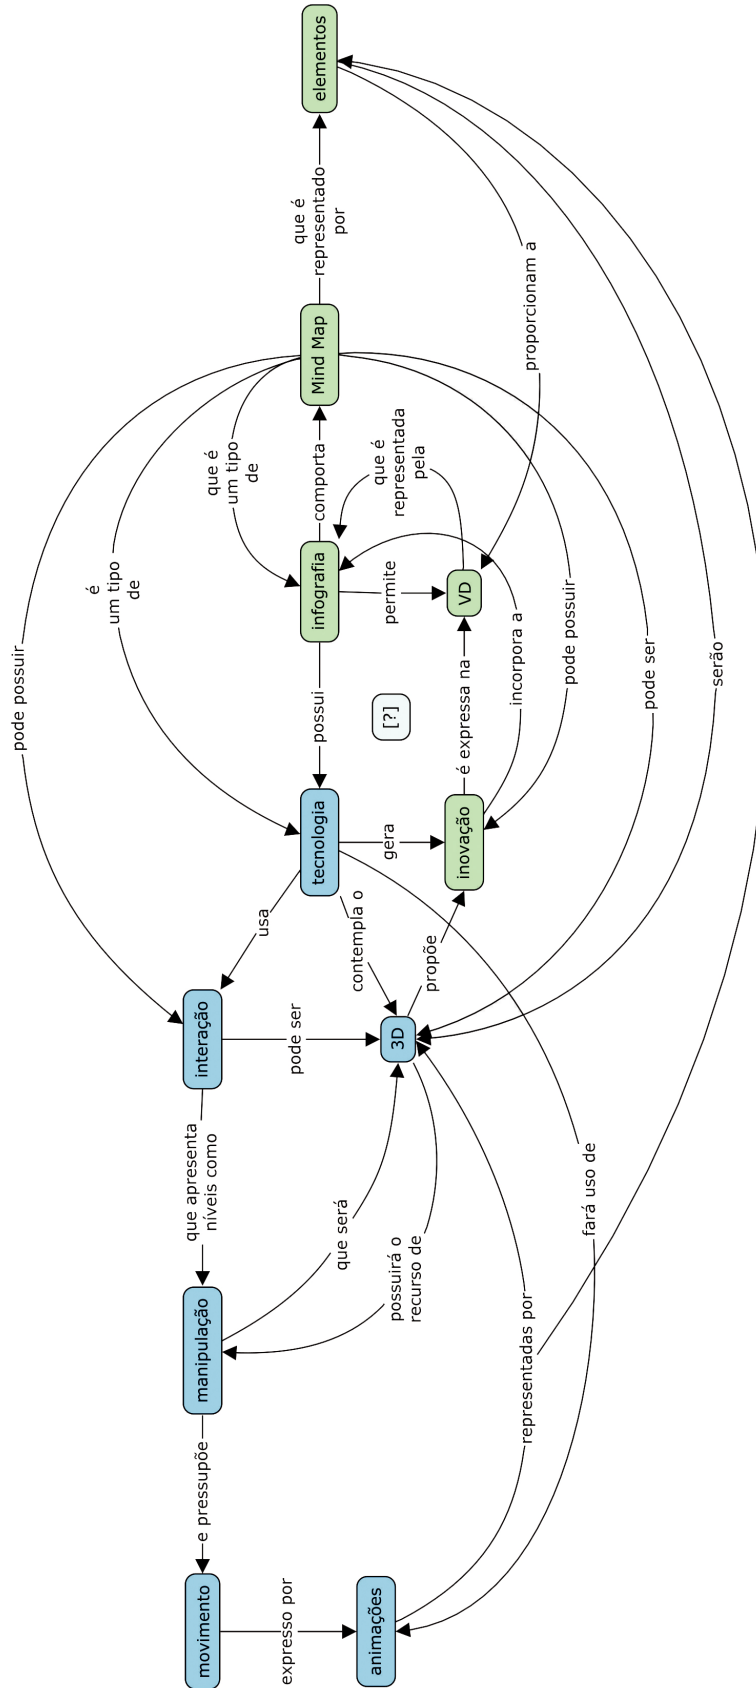 elementos
que é
representado
por
Mind Map
proporcionam a
que é
um tipo
de
comporta
que é
representada
pela
é
um tipo
de
pode possuir
infografia
permite
VD
possui
[?]
é expressa na
incorpora a
pode possuir
pode ser
serão
tecnologia
gera
inovação
usa
contempla o
propõe
interação
pode ser
3D
que apresenta
níveis como
que será
possuirá o
recurso de
fará uso de
manipulação
representadas por
e pressupõe
movimento
expresso por
animações